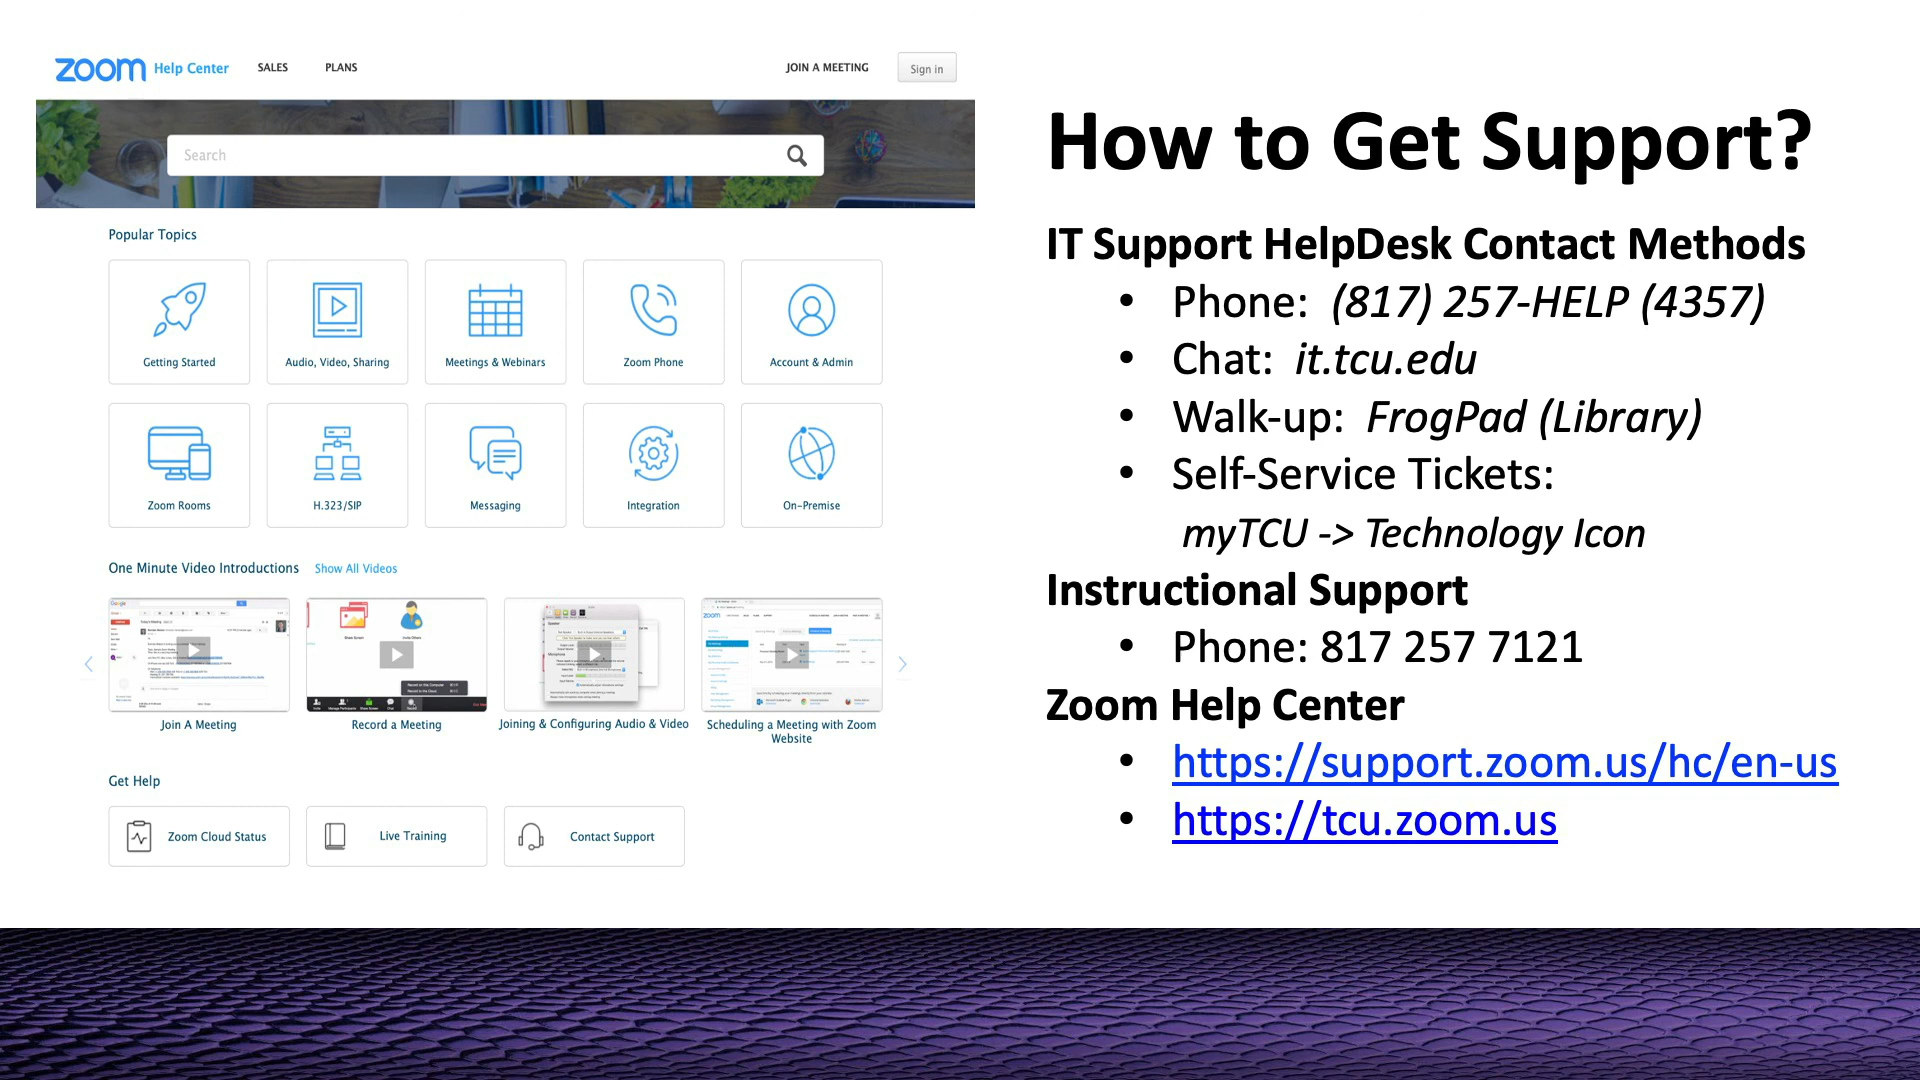 zoom Help Center SALES PLANS JOIN A MEETING Sign in
Search
Popular Topics
Getting Started
Audio, Video, Sharing
Meetings & Webinars
Zoom Phone
Account & Admin
Zoom Rooms
H.323/SIP
Messaging
Integration
On-Premise
One Minute Video Introductions Show All Videos
Join A Meeting
Record a Meeting
Joining & Configuring Audio & Video
Scheduling a Meeting with Zoom
Website
Get Help
Zoom Cloud Status
Live Training
Contact Support
How to Get Support?
IT Support HelpDesk Contact Methods
• Phone: (817) 257-HELP (4357)
• Chat: it.tcu.edu
• Walk-up: FrogPad (Library)
• Self-Service Tickets:
myTCU -> Technology Icon
Instructional Support
• Phone: 817 257 7121
Zoom Help Center
• https://support.zoom.us/hc/en-us
• https://tcu.zoom.us